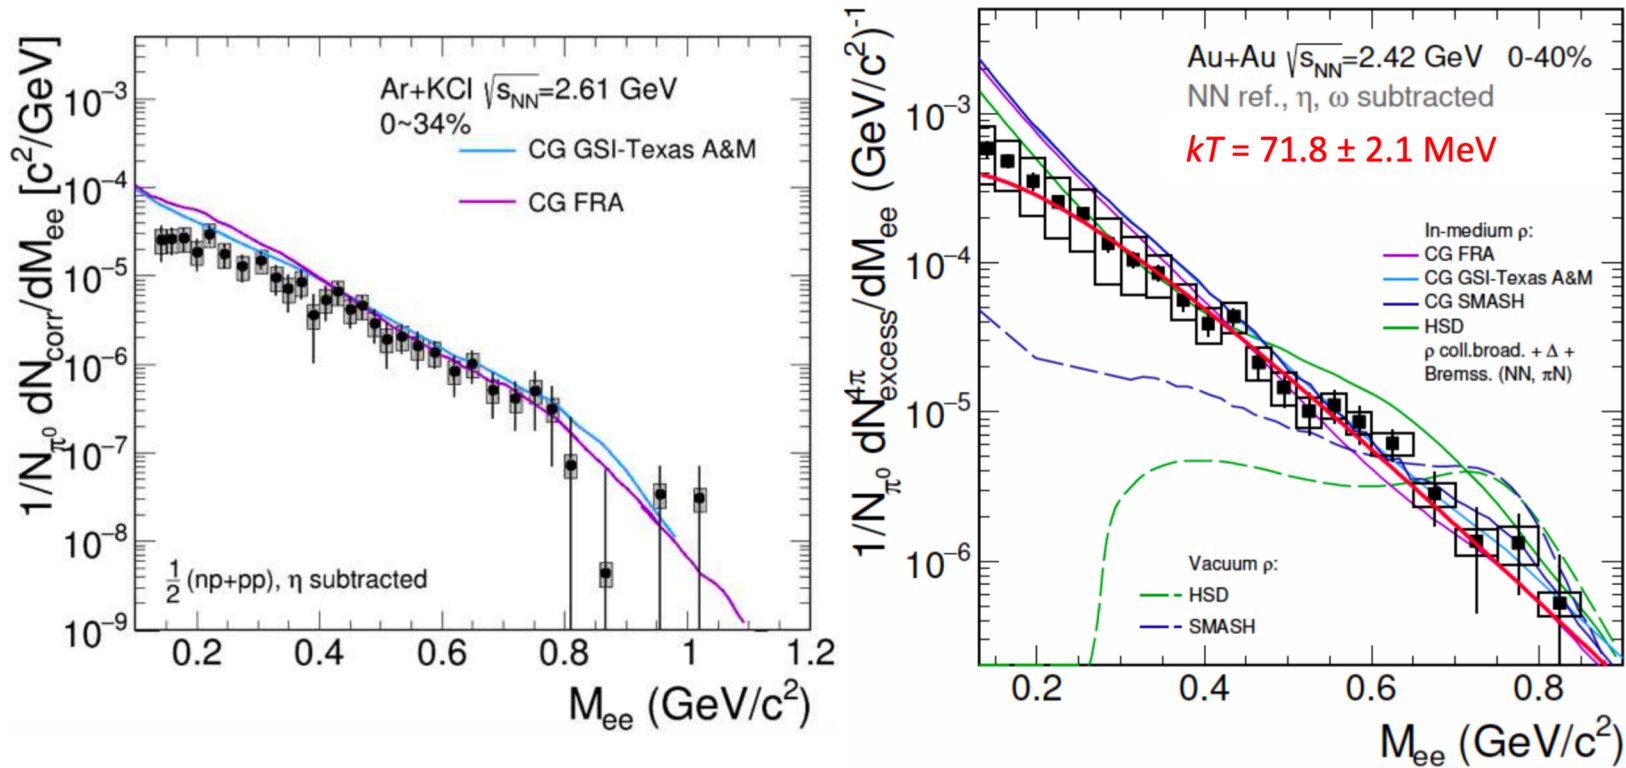 1/N_π⁰ dN_corr/dM_ee [c²/GeV]
10⁻³
10⁻⁴
10⁻⁵
10⁻⁶
10⁻⁷
10⁻⁸
10⁻⁹
Ar+KCl √s_NN=2.61 GeV
0~34%
CG GSI-Texas A&M
CG FRA
½(np+pp), η subtracted
0.2 0.4 0.6 0.8 1 1.2
M_ee (GeV/c²)
1/N_π⁰ dN^4π_excess/dM_ee (GeV/c²)⁻¹
10⁻³
10⁻⁴
10⁻⁵
10⁻⁶
Au+Au √s_NN=2.42 GeV 0-40%
NN ref., η, ω subtracted
kT = 71.8 ± 2.1 MeV
In-medium ρ:
CG FRA
CG GSI-Texas A&M
CG SMASH
HSD
ρ coll.broad. + Δ +
Bremss. (NN, πN)
Vacuum ρ:
HSD
SMASH
0.2 0.4 0.6 0.8
M_ee (GeV/c²)